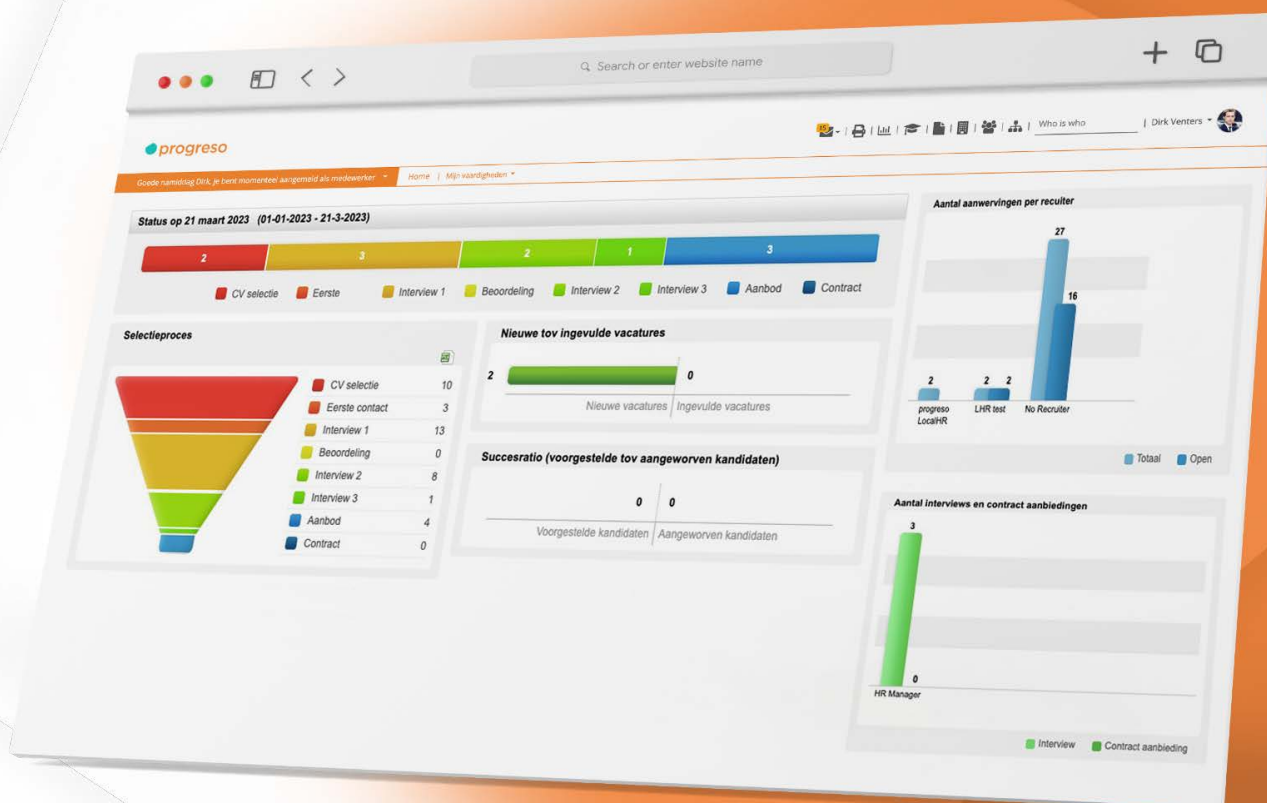 Search or enter website name
progreso
15
Who is who
Dirk Venters
Goede namiddag Dirk, je bent momenteel aangemeld als medewerker
Home | Mijn vaardigheden
Status op 21 maart 2023 (01-01-2023 - 21-3-2023)
2 3 2 1 3
CV selectie Eerste Interview 1 Beoordeling Interview 2 Interview 3 Aanbod Contract
Selectieproces
CV selectie 10
Eerste contact 3
Interview 1 13
Beoordeling 0
Interview 2 8
Interview 3 1
Aanbod 4
Contract 0
Nieuwe tov ingevulde vacatures
2 0
Nieuwe vacatures Ingevulde vacatures
Succesratio (voorgestelde tov aangeworven kandidaten)
0 0
Voorgestelde kandidaten Aangeworven kandidaten
Aantal aanwervingen per recuiter
27
16
2 2 2
progreso LHR test No Recruiter
LocalHR
Totaal Open
Aantal interviews en contract aanbiedingen
3
0
HR Manager
Interview Contract aanbieding